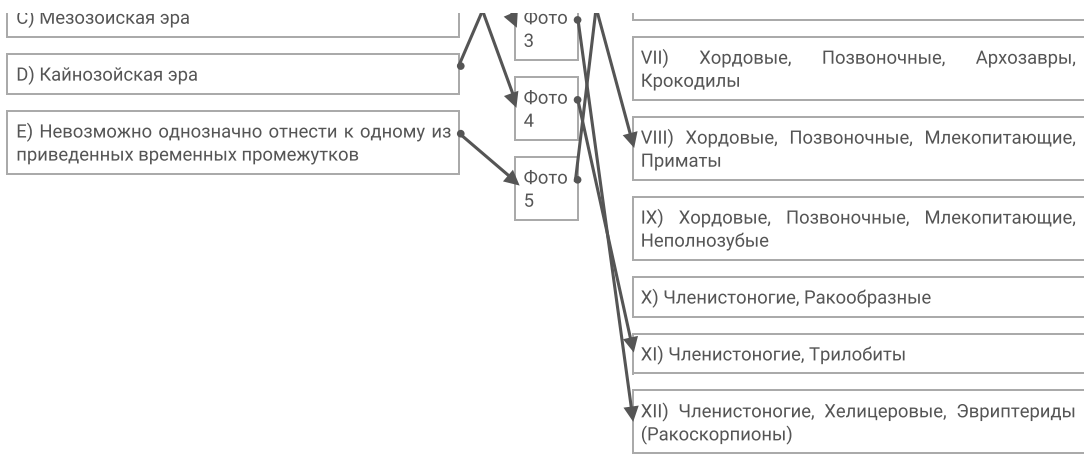 C) Мезозойская эра
D) Кайнозойская эра
E) Невозможно однозначно отнести к одному из
приведенных временных промежутков
Фото
3
Фото
4
Фото
5
VII) Хордовые, Позвоночные, Архозавры,
Крокодилы
VIII) Хордовые, Позвоночные, Млекопитающие,
Приматы
IX) Хордовые, Позвоночные, Млекопитающие,
Неполнозубые
X) Членистоногие, Ракообразные
XI) Членистоногие, Трилобиты
XII) Членистоногие, Хелицеровые, Эвриптериды
(Ракоскорпионы)